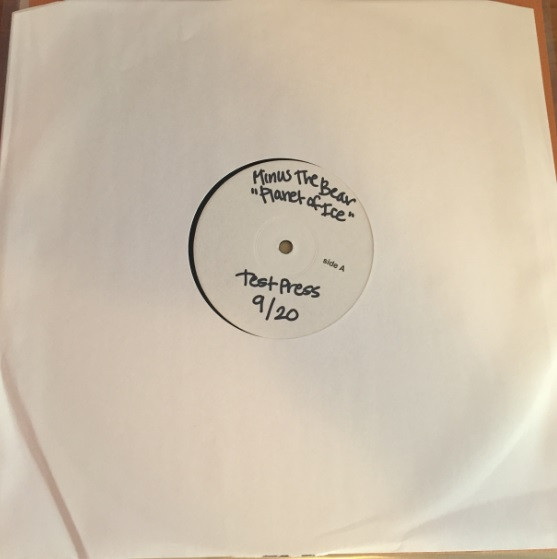 Minus The Bear
"Planet of Ice"
side A
Test Press
9/20